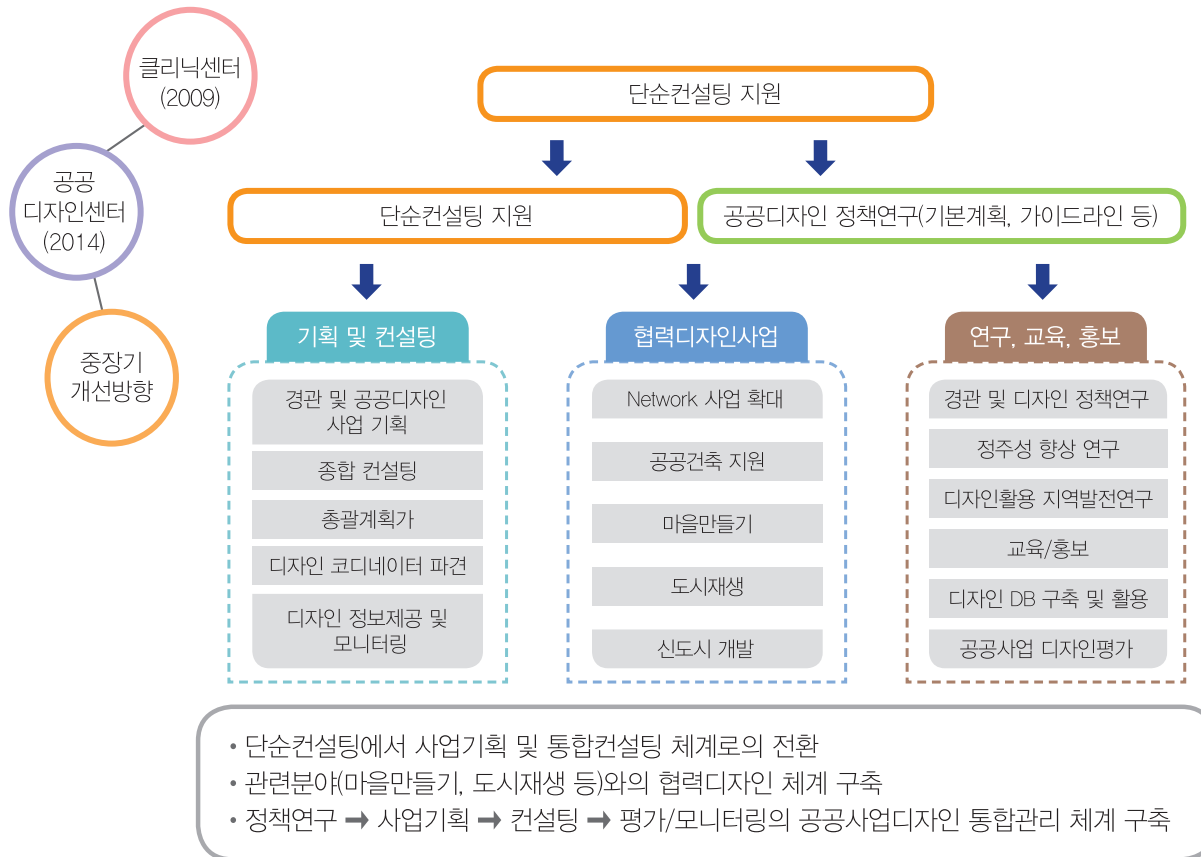 클리닉센터
(2009)
단순컨설팅 지원
공공
디자인센터
(2014)
단순컨설팅 지원
공공디자인 정책연구(기본계획, 가이드라인 등)
중장기
개선방향
기획 및 컨설팅
경관 및 공공디자인
사업 기획
종합 컨설팅
총괄계획가
디자인 코디네이터 파견
디자인 정보제공 및
모니터링
협력디자인사업
Network 사업 확대
공공건축 지원
마을만들기
도시재생
신도시 개발
연구, 교육, 홍보
경관 및 디자인 정책연구
정주성 향상 연구
디자인활용 지역발전연구
교육/홍보
디자인 DB 구축 및 활용
공공사업 디자인평가
• 단순컨설팅에서 사업기획 및 통합컨설팅 체계로의 전환
• 관련분야(마을만들기, 도시재생 등)와의 협력디자인 체계 구축
• 정책연구 ➡ 사업기획 ➡ 컨설팅 ➡ 평가/모니터링의 공공사업디자인 통합관리 체계 구축